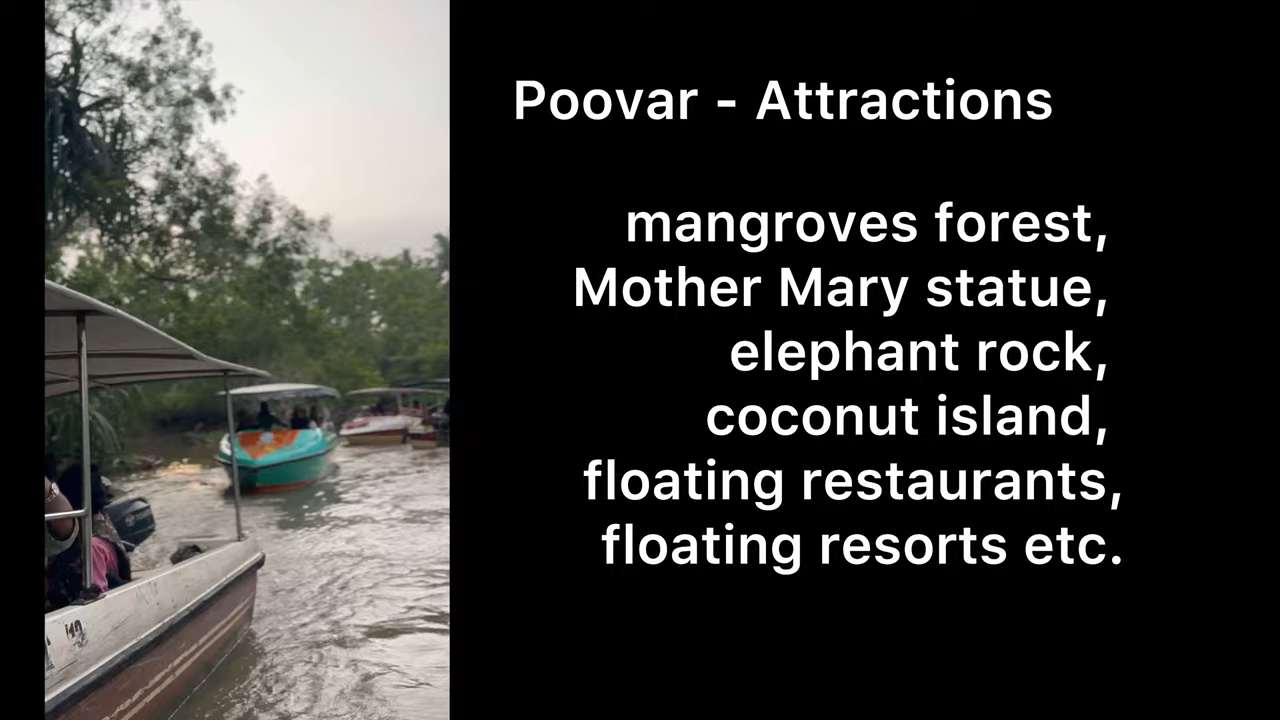 Poovar - Attractions
mangroves forest,
Mother Mary statue,
elephant rock,
coconut island,
floating restaurants,
floating resorts etc.